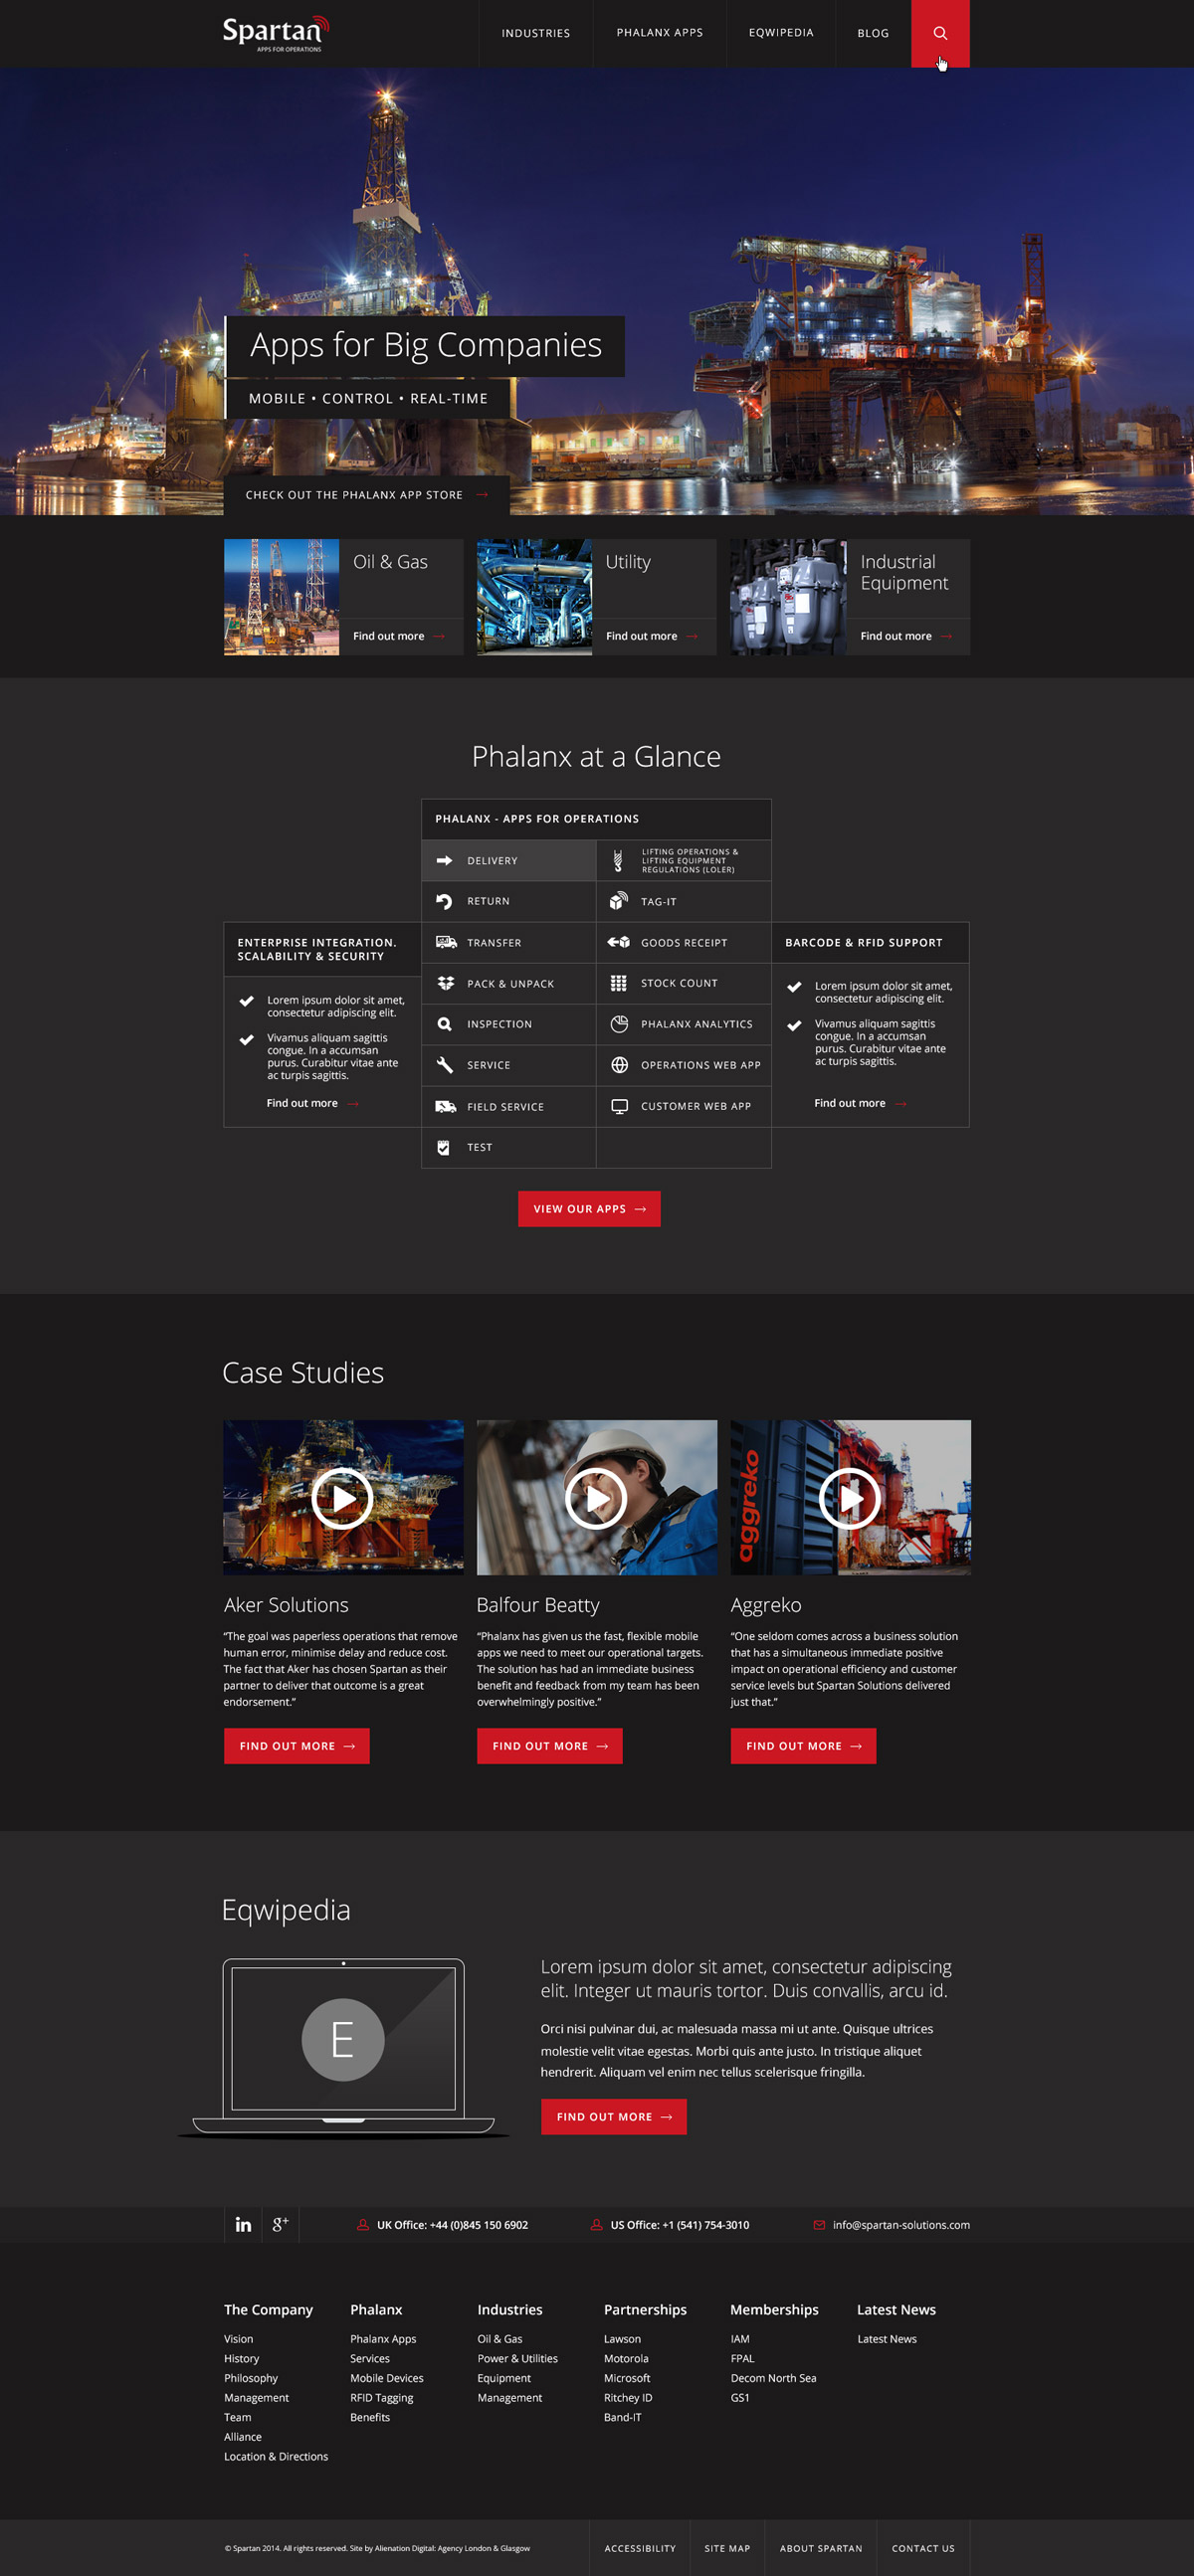 Spartan
APPS FOR OPERATIONS
INDUSTRIES
PHALANX APPS
EQWIPEDIA
BLOG
Apps for Big Companies
MOBILE • CONTROL • REAL-TIME
CHECK OUT THE PHALANX APP STORE
Oil & Gas
Find out more
Utility
Find out more
Industrial
Equipment
Find out more
Phalanx at a Glance
PHALANX - APPS FOR OPERATIONS
DELIVERY
LIFTING OPERATIONS &
LIFTING EQUIPMENT
REGULATIONS (LOLER)
RETURN
TAG-IT
TRANSFER
GOODS RECEIPT
PACK & UNPACK
STOCK COUNT
INSPECTION
PHALANX ANALYTICS
SERVICE
OPERATIONS WEB APP
FIELD SERVICE
CUSTOMER WEB APP
TEST
ENTERPRISE INTEGRATION.
SCALABILITY & SECURITY
Lorem ipsum dolor sit amet,
consectetur adipiscing elit.
Vivamus aliquam sagittis
congue. In a accumsan
purus. Curabitur vitae ante
ac turpis sagittis.
Find out more
BARCODE & RFID SUPPORT
Lorem ipsum dolor sit amet,
consectetur adipiscing elit.
Vivamus aliquam sagittis
congue. In a accumsan
purus. Curabitur vitae ante
ac turpis sagittis.
Find out more
VIEW OUR APPS
Case Studies
aggreko
Aker Solutions
“The goal was paperless operations that remove
human error, minimise delay and reduce cost.
The fact that Aker has chosen Spartan as their
partner to deliver that outcome is a great
endorsement.”
FIND OUT MORE
Balfour Beatty
“Phalanx has given us the fast, flexible mobile
apps we need to meet our operational targets.
The solution has had an immediate business
benefit and feedback from my team has been
overwhelmingly positive.”
FIND OUT MORE
Aggreko
“One seldom comes across a business solution
that has a simultaneous immediate positive
impact on operational efficiency and customer
service levels but Spartan Solutions delivered
just that.”
FIND OUT MORE
Eqwipedia
E
Lorem ipsum dolor sit amet, consectetur adipiscing
elit. Integer ut mauris tortor. Duis convallis, arcu id.
Orci nisi pulvinar dui, ac malesuada massa mi ut ante. Quisque ultrices
molestie velit vitae egestas. Morbi quis ante justo. In tristique aliquet
hendrerit. Aliquam vel enim nec tellus scelerisque fringilla.
FIND OUT MORE
in
g+
UK Office: +44 (0)845 150 6902
US Office: +1 (541) 754-3010
info@spartan-solutions.com
The Company
Vision
History
Philosophy
Management
Team
Alliance
Location & Directions
Phalanx
Phalanx Apps
Services
Mobile Devices
RFID Tagging
Benefits
Industries
Oil & Gas
Power & Utilities
Equipment
Management
Partnerships
Lawson
Motorola
Microsoft
Ritchey ID
Band-IT
Memberships
IAM
FPAL
Decom North Sea
GS1
Latest News
Latest News
© Spartan 2014. All rights reserved. Site by Alienation Digital: Agency London & Glasgow
ACCESSIBILITY
SITE MAP
ABOUT SPARTAN
CONTACT US